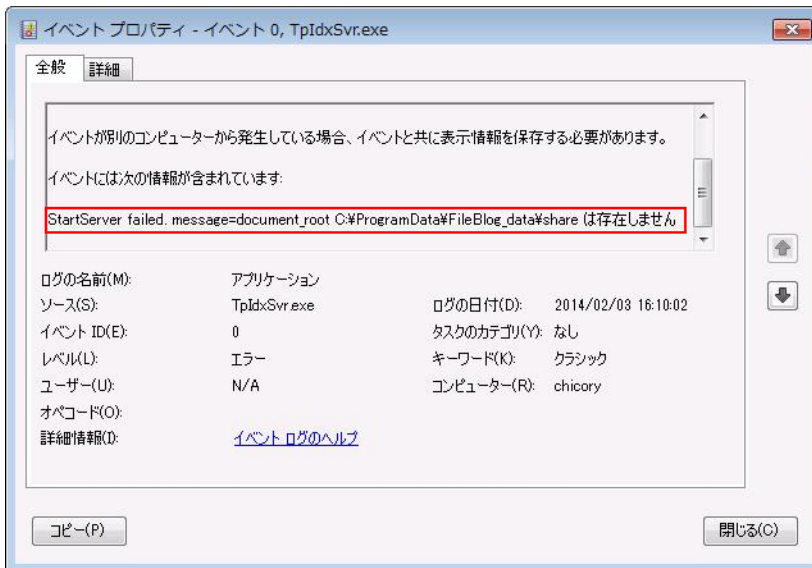 イベント プロパティ - イベント 0, TpIdxSvr.exe
全般 詳細
イベントが別のコンピューターから発生している場合、イベントと共に表示情報を保存する必要があります。
イベントには次の情報が含まれています:
StartServer failed. message=document_root C:¥ProgramData¥FileBlog_data¥share は存在しません
ログの名前(M): アプリケーション
ソース(S): TpIdxSvr.exe ログの日付(D): 2014/02/03 16:10:02
イベント ID(E): 0 タスクのカテゴリ(Y): なし
レベル(L): エラー キーワード(K): クラシック
ユーザー(U): N/A コンピューター(R): chicory
オペコード(O):
詳細情報(I): イベント ログのヘルプ
コピー(P) 閉じる(C)